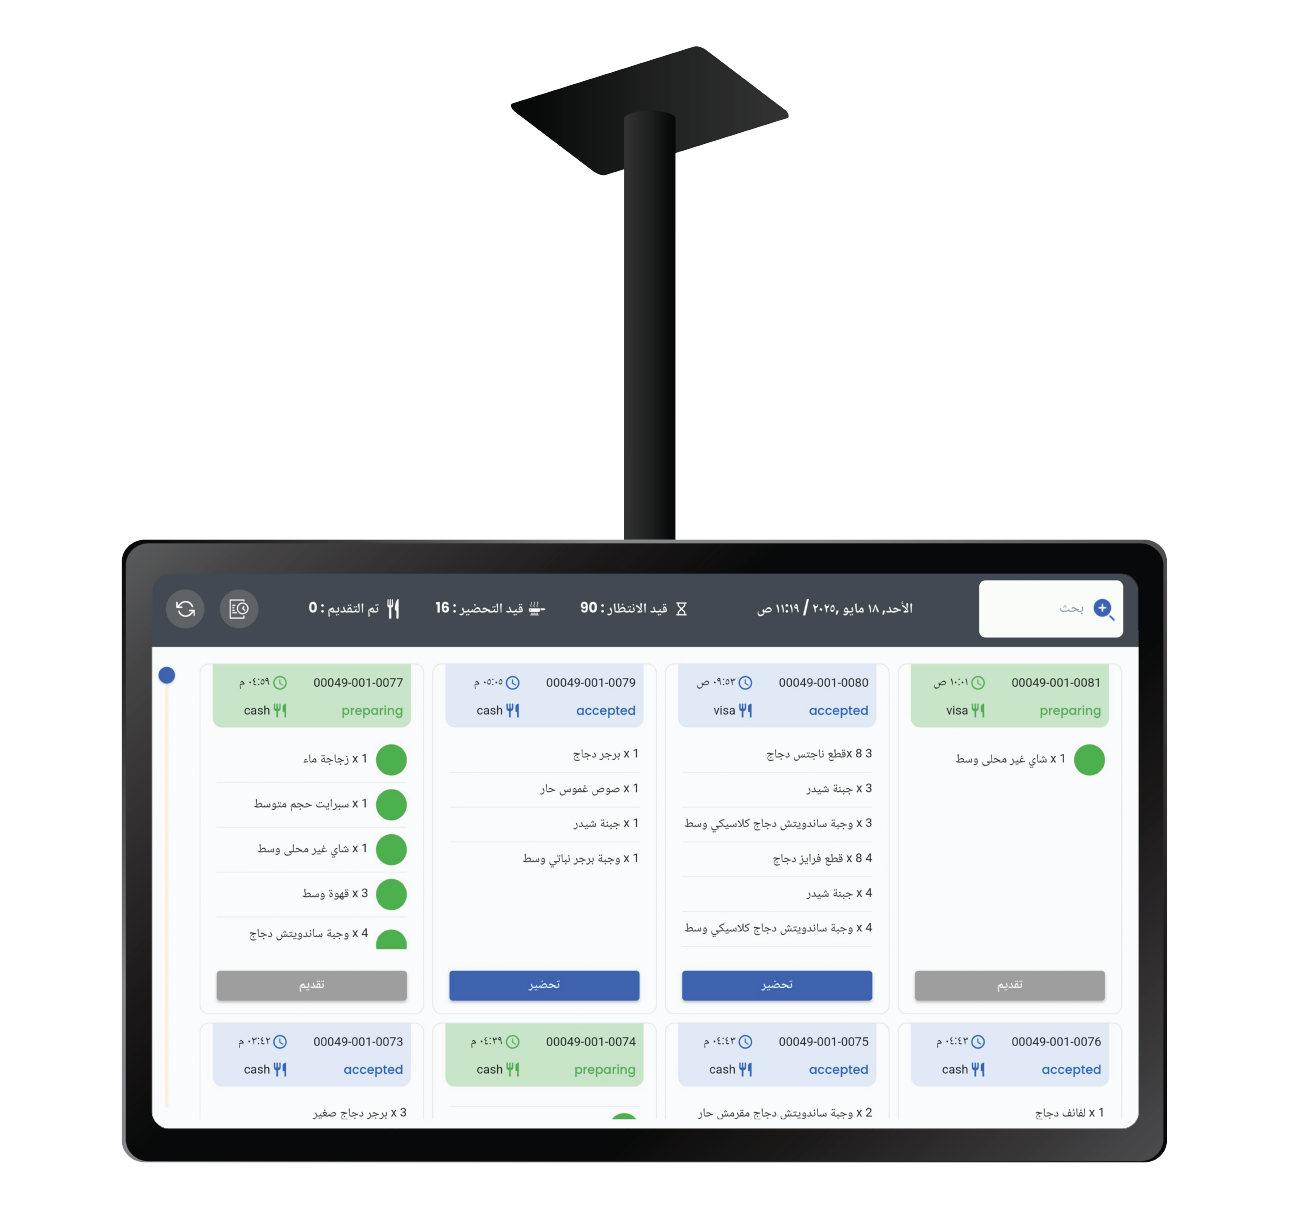 بحث
الأحد, ١٨ مايو ,٢٠٢٥ / ١١:١٩ ص
قيد الانتظار : 90
قيد التحضير : 16
تم التقديم : 0
00049-001-0081
١٠:٠١ ص
preparing
visa
1 x شاي غير محلى وسط
تقديم
00049-001-0080
٠٩:٥٣ ص
accepted
visa
3 x 8قطع ناجتس دجاج
3 x جبنة شيدر
3 x وجبة ساندويتش دجاج كلاسيكي وسط
4 x 8 قطع فرايز دجاج
4 x جبنة شيدر
4 x وجبة ساندويتش دجاج كلاسيكي وسط
تحضير
00049-001-0079
٠٥:٠٥ م
accepted
cash
1 x برجر دجاج
1 x صوص غموس حار
1 x جبنة شيدر
1 x وجبة برجر نباتي وسط
تحضير
00049-001-0077
٠٤:٥٩ م
preparing
cash
1 x زجاجة ماء
1 x سبرايت حجم متوسط
1 x شاي غير محلى وسط
3 x قهوة وسط
4 x وجبة ساندويتش دجاج
تقديم
00049-001-0076
٠٤:٤٣ م
accepted
cash
1 x لفائف دجاج
00049-001-0075
٠٤:٤٣ م
accepted
cash
2 x وجبة ساندويتش دجاج مقرمش حار
00049-001-0074
٠٤:٣٩ م
preparing
cash
00049-001-0073
٠٣:٤٢ م
accepted
cash
3 x برجر دجاج صغير